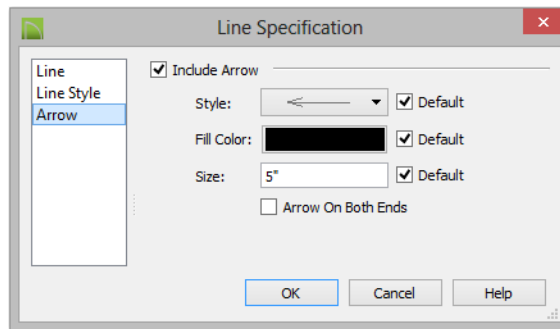 Line Specification
Line
Line Style
Arrow
Include Arrow
Style: Default
Fill Color: Default
Size: 5" Default
Arrow On Both Ends
OK Cancel Help